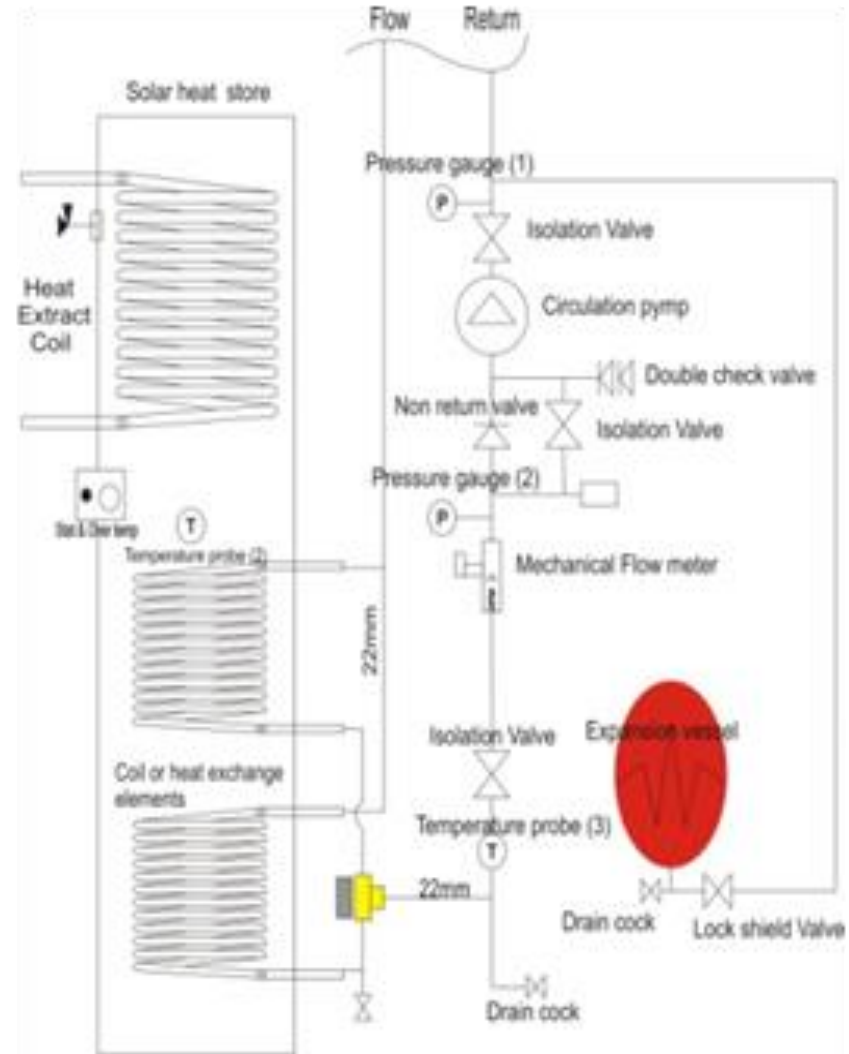 Flow Return
Solar heat store
Pressure gauge (1)
P
Isolation Valve
Heat
Extract
Coil
Circulation pymp
Double check valve
Non return valve
Isolation Valve
Pressure gauge (2)
P
T
Temperature probe (2)
Mechanical Flow meter
22mm
Isolation Valve
Expansion vessel
Coil or heat exchange
elements
Temperature probe (3)
T
22mm
Drain cock
Lock shield Valve
Drain cock